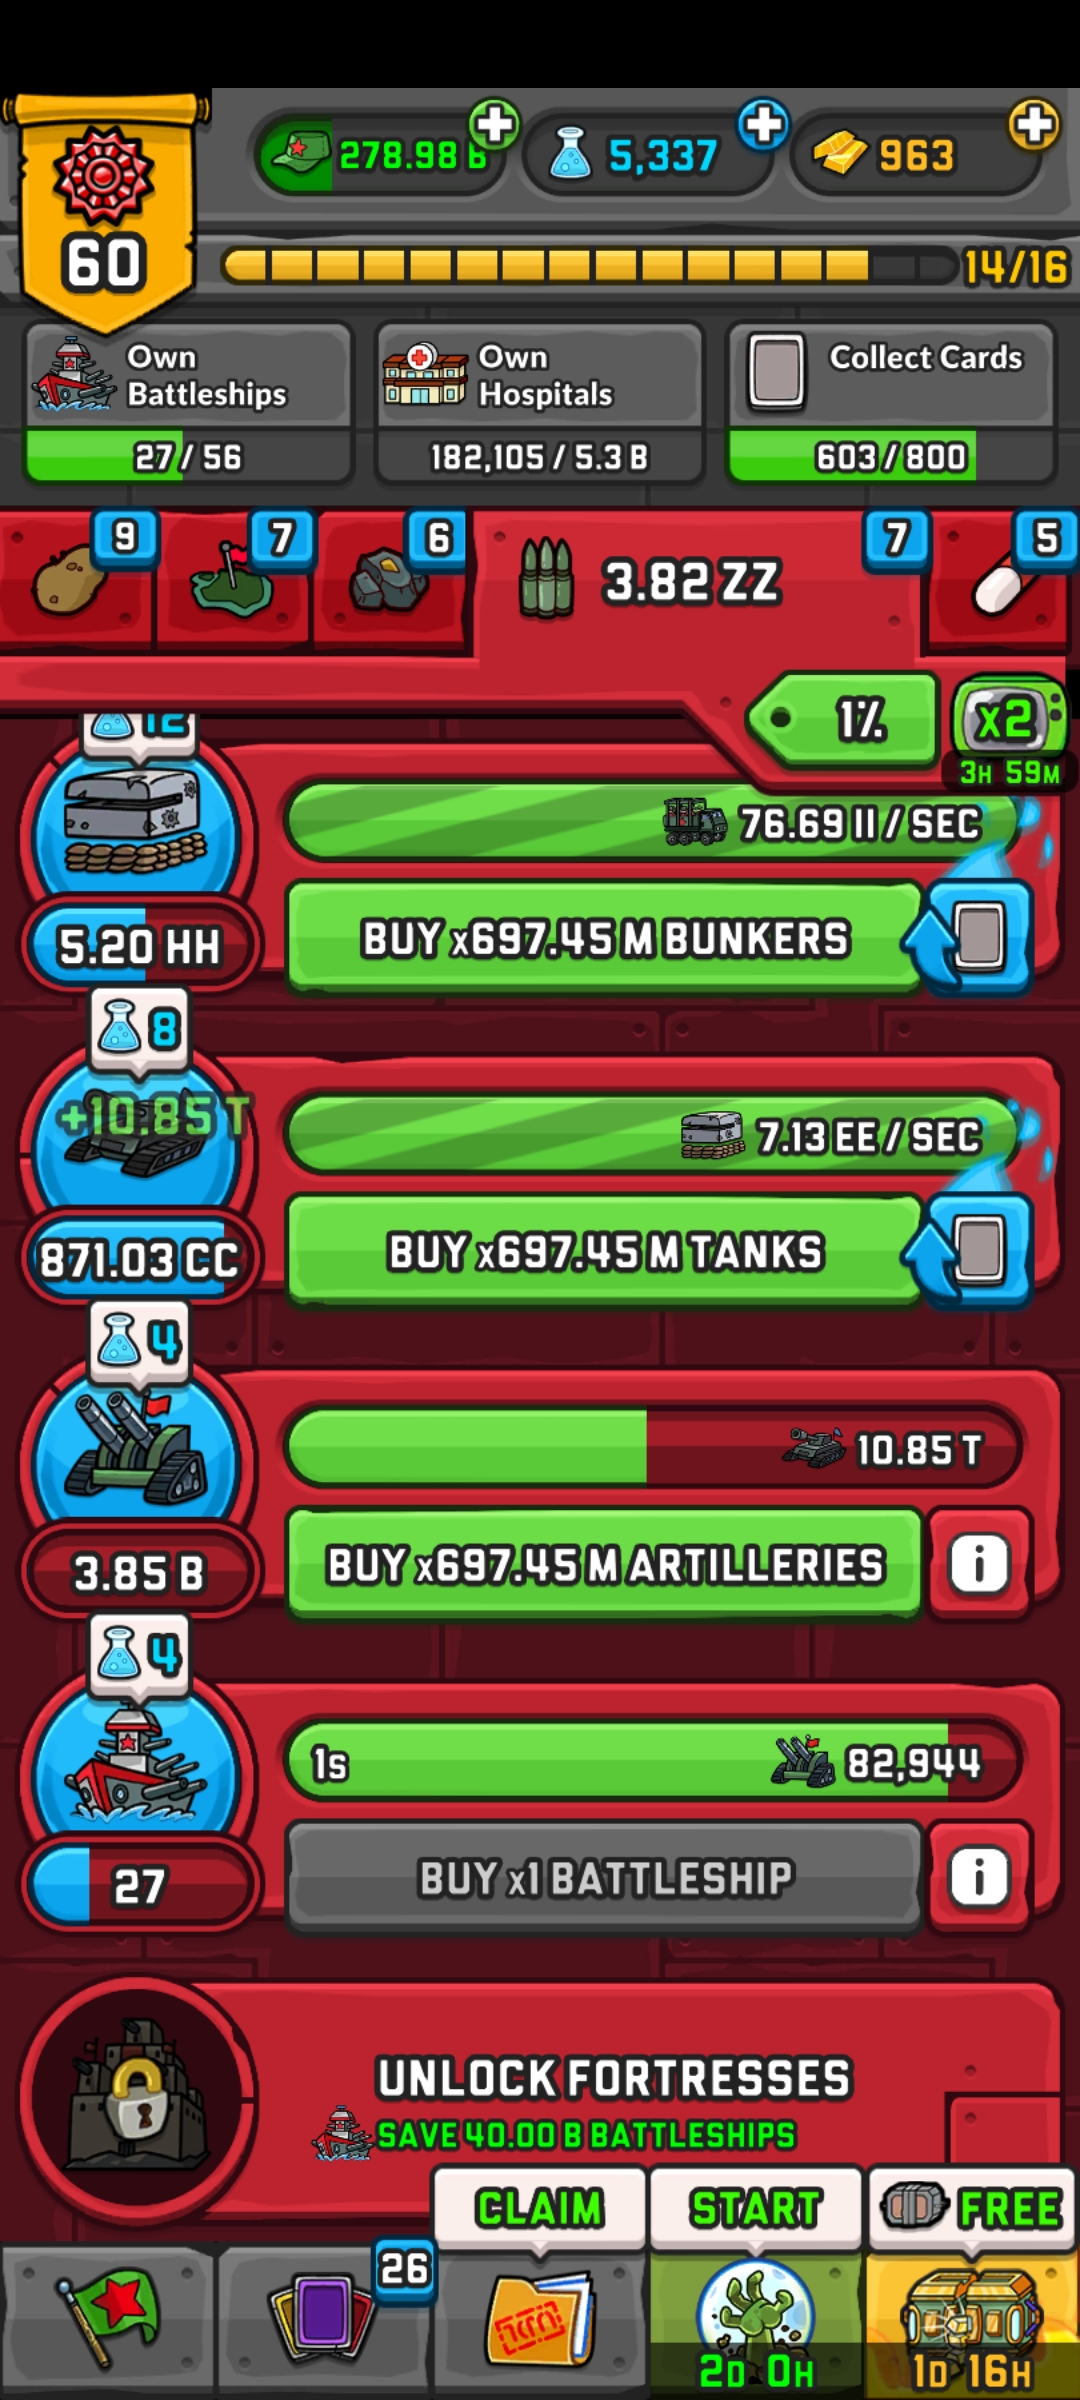 278.98 B
5,337
963
60
14/16
Own Battleships
27 / 56
Own Hospitals
182,105 / 5.3 B
Collect Cards
603 / 800
9
7
6
3.82 ZZ
7
5
1%
x2
3H 59M
12
76.69 II / SEC
5.20 HH
BUY x697.45 M BUNKERS
8
+10.85 T
7.13 EE / SEC
871.03 CC
BUY x697.45 M TANKS
4
10.85 T
3.85 B
BUY x697.45 M ARTILLERIES
4
1s
82,944
27
BUY x1 BATTLESHIP
UNLOCK FORTRESSES
SAVE 40.00 B BATTLESHIPS
CLAIM
START
FREE
26
2D 0H
1D 16H